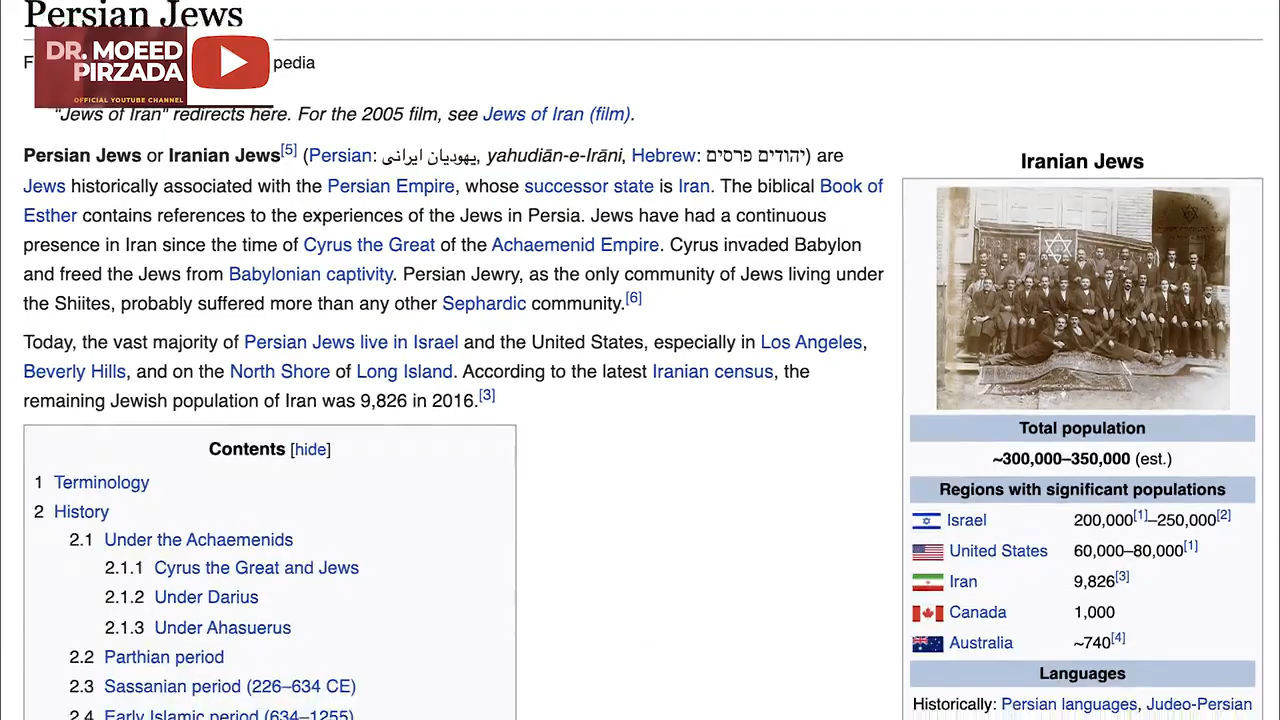 Persian Jews
DR. MOEED
PIRZADA
OFFICIAL YOUTUBE CHANNEL
F
pedia
"Jews of Iran" redirects here. For the 2005 film, see Jews of Iran (film).
Persian Jews or Iranian Jews[5] (Persian: یهودیان ایرانی, yahudiān-e-Irāni, Hebrew: יהודים פרסים) are
Jews historically associated with the Persian Empire, whose successor state is Iran. The biblical Book of
Esther contains references to the experiences of the Jews in Persia. Jews have had a continuous
presence in Iran since the time of Cyrus the Great of the Achaemenid Empire. Cyrus invaded Babylon
and freed the Jews from Babylonian captivity. Persian Jewry, as the only community of Jews living under
the Shiites, probably suffered more than any other Sephardic community.[6]
Today, the vast majority of Persian Jews live in Israel and the United States, especially in Los Angeles,
Beverly Hills, and on the North Shore of Long Island. According to the latest Iranian census, the
remaining Jewish population of Iran was 9,826 in 2016.[3]
Contents [hide]
1 Terminology
2 History
2.1 Under the Achaemenids
2.1.1 Cyrus the Great and Jews
2.1.2 Under Darius
2.1.3 Under Ahasuerus
2.2 Parthian period
2.3 Sassanian period (226–634 CE)
2.4 Early Islamic period (634–1255)
Iranian Jews
Total population
~300,000–350,000 (est.)
Regions with significant populations
Israel 200,000[1]–250,000[2]
United States 60,000–80,000[1]
Iran 9,826[3]
Canada 1,000
Australia ~740[4]
Languages
Historically: Persian languages, Judeo-Persian